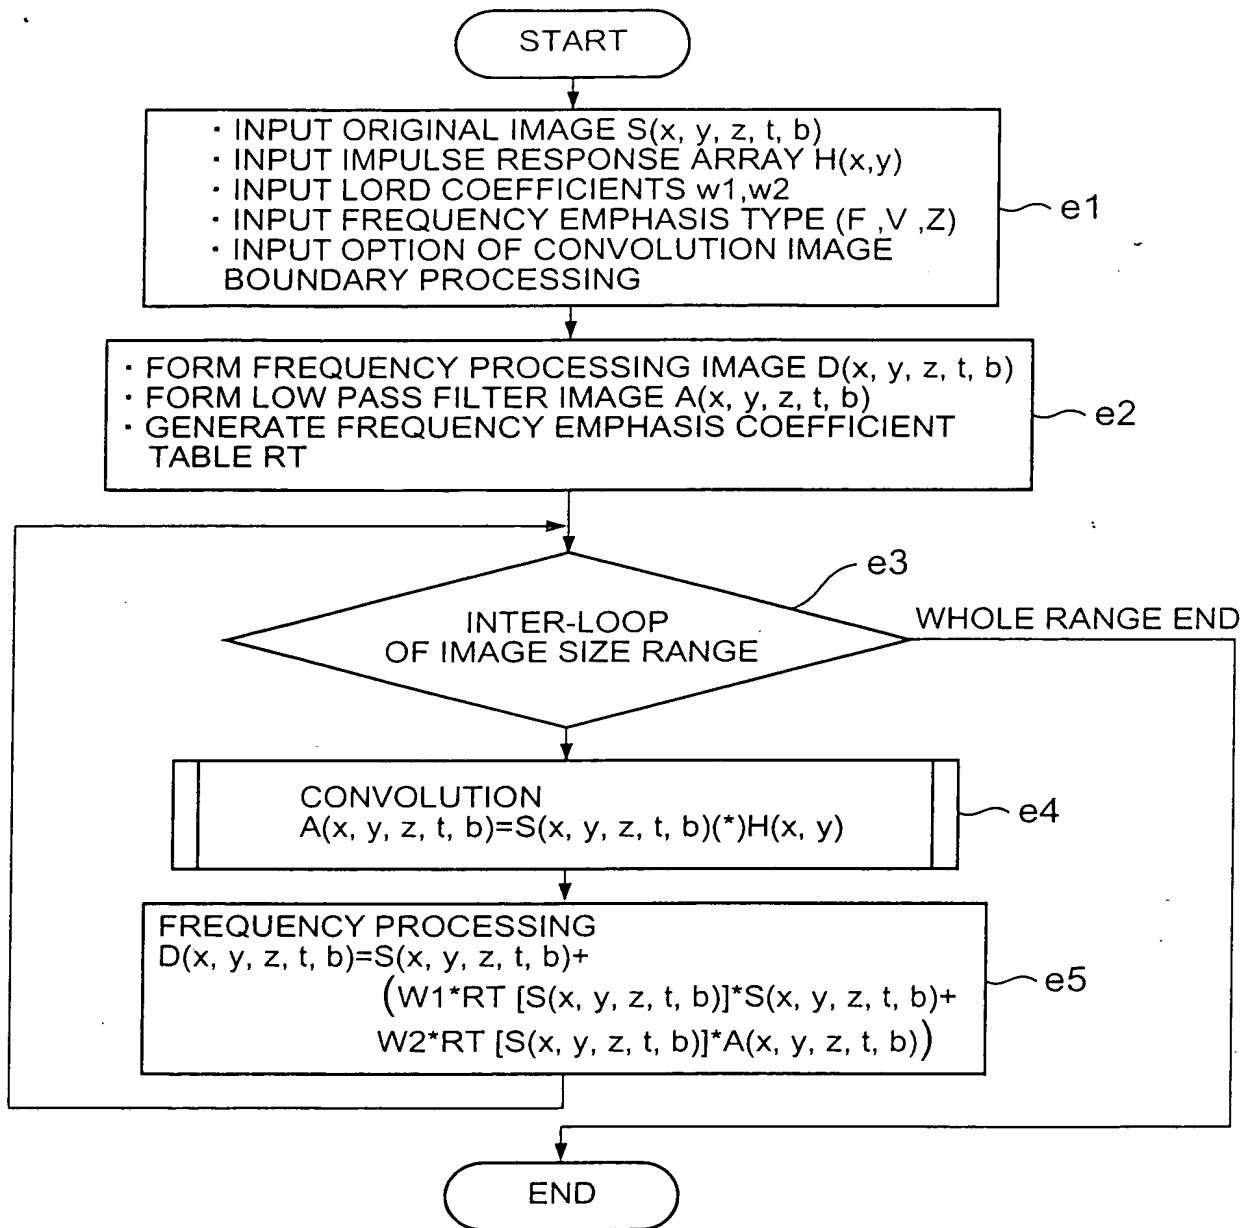 START
· INPUT ORIGINAL IMAGE S(x, y, z, t, b)
· INPUT IMPULSE RESPONSE ARRAY H(x,y)
· INPUT LORD COEFFICIENTS w1,w2
· INPUT FREQUENCY EMPHASIS TYPE (F ,V ,Z)
· INPUT OPTION OF CONVOLUTION IMAGE
BOUNDARY PROCESSING
e1
· FORM FREQUENCY PROCESSING IMAGE D(x, y, z, t, b)
· FORM LOW PASS FILTER IMAGE A(x, y, z, t, b)
· GENERATE FREQUENCY EMPHASIS COEFFICIENT
TABLE RT
e2
e3
INTER-LOOP
OF IMAGE SIZE RANGE
WHOLE RANGE END
CONVOLUTION
A(x, y, z, t, b)=S(x, y, z, t, b)(*)H(x, y)
e4
FREQUENCY PROCESSING
D(x, y, z, t, b)=S(x, y, z, t, b)+
(W1*RT [S(x, y, z, t, b)]*S(x, y, z, t, b)+
W2*RT [S(x, y, z, t, b)]*A(x, y, z, t, b))
e5
END